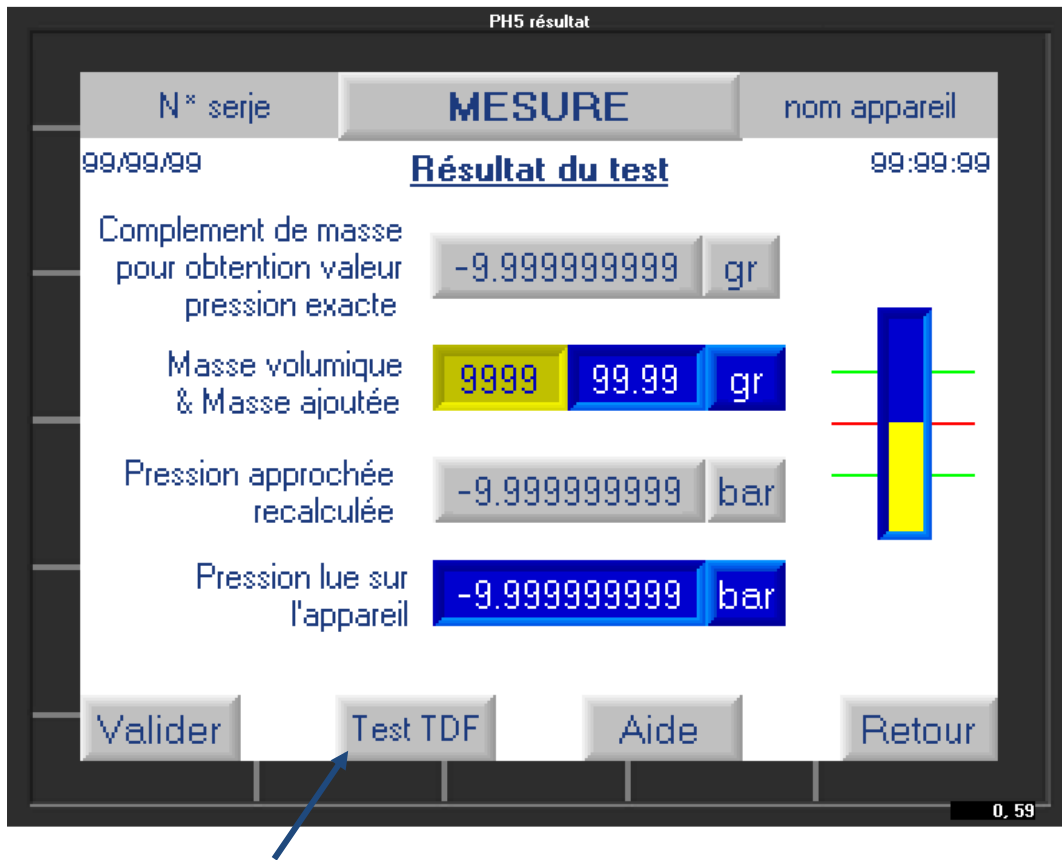 PH5 résultat
N° serje MESURE nom appareil
99/99/99 Résultat du test 99:99:99
Complement de masse
pour obtention valeur
pression exacte
-9.999999999 gr
Masse volumique
& Masse ajoutée
9999 99.99 gr
Pression approchée
recalculée
-9.999999999 bar
Pression lue sur
l'appareil
-9.999999999 bar
Valider Test TDF Aide Retour
0, 59